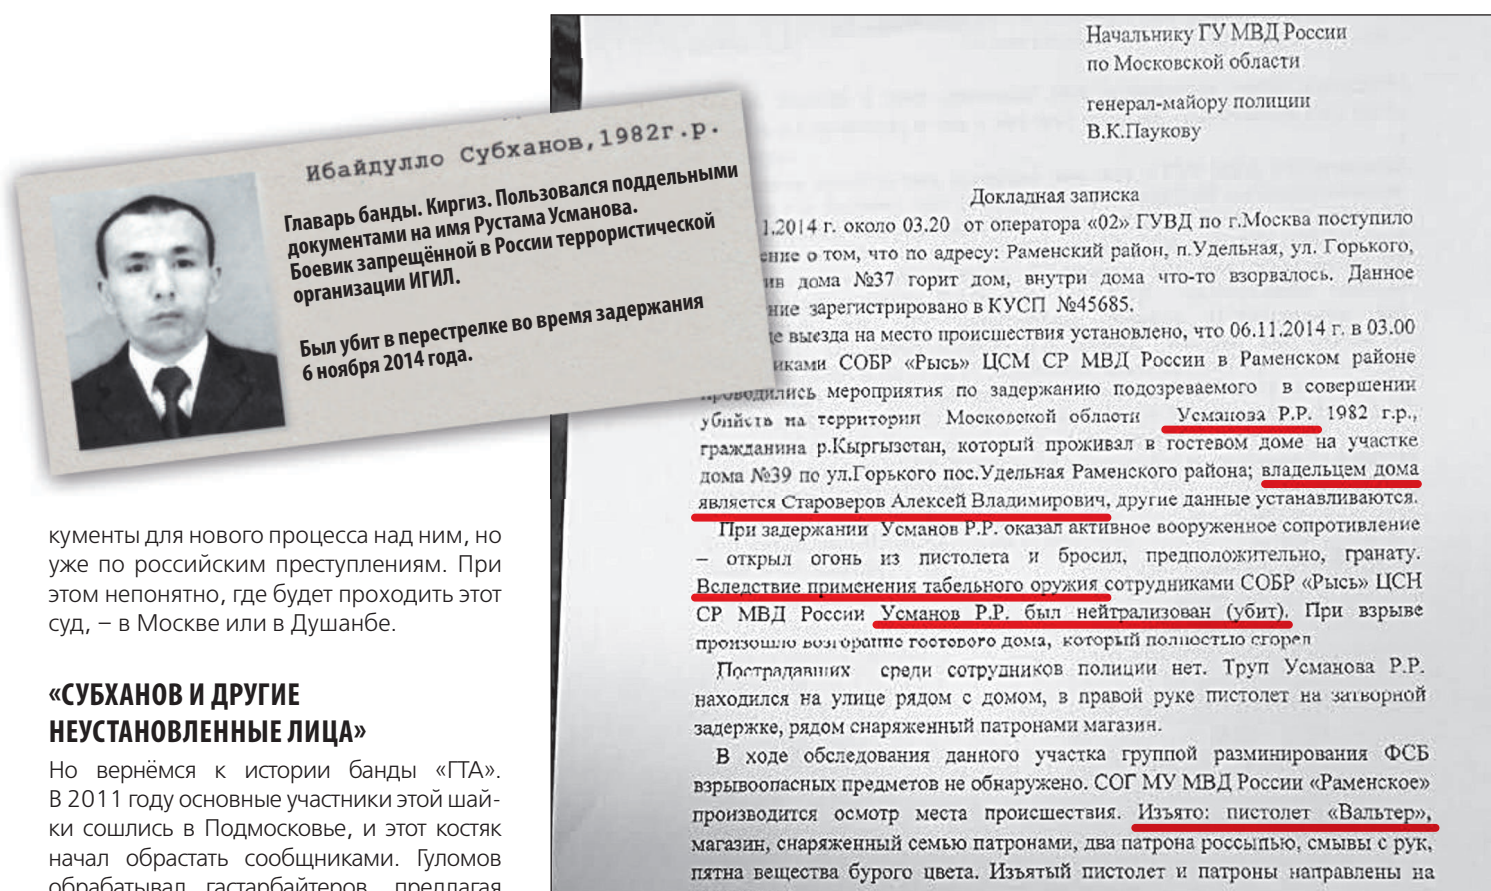 Ибайдулло Субханов,1982г.р.
Главарь банды. Киргиз. Пользовался поддельными
документами на имя Рустама Усманова.
Боевик запрещённой в России террористической
организации ИГИЛ.
Был убит в перестрелке во время задержания
6 ноября 2014 года.
кументы для нового процесса над ним, но
уже по российским преступлениям. При
этом непонятно, где будет проходить этот
суд, – в Москве или в Душанбе.
«СУБХАНОВ И ДРУГИЕ
НЕУСТАНОВЛЕННЫЕ ЛИЦА»
Но вернёмся к истории банды «ГТА».
В 2011 году основные участники этой шай-
ки сошлись в Подмосковье, и этот костяк
начал обрастать сообщниками. Гуломов
обрабатывал гастарбайтеров, предлагая
Начальнику ГУ МВД России
по Московской области
генерал-майору полиции
В.К.Паукову
Докладная записка
1.2014 г. около 03.20 от оператора «02» ГУВД по г.Москва поступило
ение о том, что по адресу: Раменский район, п.Удельная, ул. Горького,
ив дома №37 горит дом, внутри дома что-то взорвалось. Данное
ние зарегистрировано в КУСП №45685.
де выезда на место происшествия установлено, что 06.11.2014 г. в 03.00
иками СОБР «Рысь» ЦСМ СР МВД России в Раменском районе
проводились мероприятия по задержанию подозреваемого в совершении
убийств на территории Московской области Усманова Р.Р. 1982 г.р.,
гражданина р.Кыргызстан, который проживал в гостевом доме на участке
дома №39 по ул.Горького пос.Удельная Раменского района; владельцем дома
является Староверов Алексей Владимирович, другие данные устанавливаются.
При задержании Усманов Р.Р. оказал активное вооруженное сопротивление
– открыл огонь из пистолета и бросил, предположительно, гранату.
Вследствие применения табельного оружия сотрудниками СОБР «Рысь» ЦСН
СР МВД России Усманов Р.Р. был нейтрализован (убит). При взрыве
произошло возгорание гостевого дома, который полностью сгорел
Пострадавших среди сотрудников полиции нет. Труп Усманова Р.Р.
находился на улице рядом с домом, в правой руке пистолет на затворной
задержке, рядом снаряженный патронами магазин.
В ходе обследования данного участка группой разминирования ФСБ
взрывоопасных предметов не обнаружено. СОГ МУ МВД России «Раменское»
производится осмотр места происшествия. Изъято: пистолет «Вальтер»,
магазин, снаряженный семью патронами, два патрона россыпью, смывы с рук,
пятна вещества бурого цвета. Изъятый пистолет и патроны направлены на